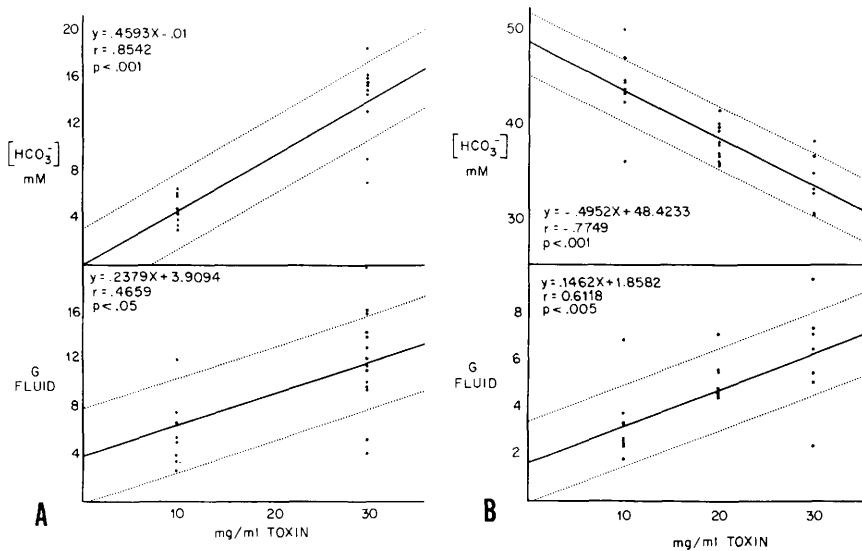 20
16
12
8
4
[HCO3-]
mM
y = .4593X-.01
r = .8542
p< .001
16
12
8
4
G
FLUID
y = .2379X + 3.9094
r = .4659
p< .05
10
20
30
mg/ml TOXIN
A
50
40
30
[HCO3-]
mM
y = -.4952X + 48.4233
r = -.7749
p< .001
8
6
4
2
G
FLUID
y = .1462X + 1.8582
r = 0.6118
p< .005
10
20
30
mg/ml TOXIN
B